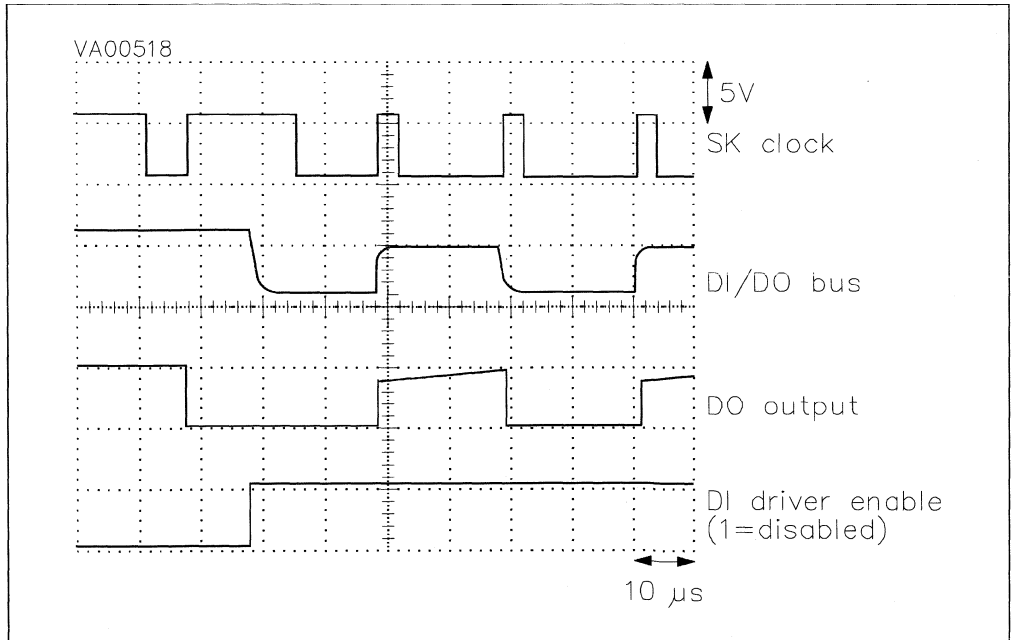 VA00518
5V
SK clock
DI/DO bus
DO output
DI driver enable
(1=disabled)
10 μs